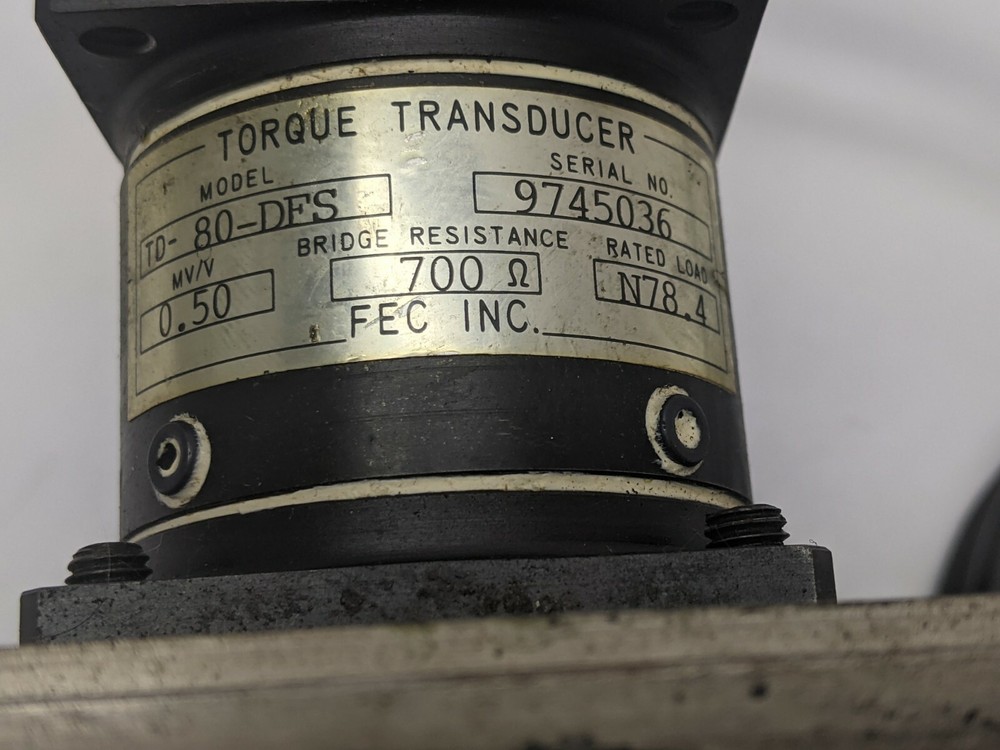 TORQUE TRANSDUCER
MODEL SERIAL NO.
TD- 80-DFS 9745036
MV/V BRIDGE RESISTANCE RATED LOAD
0.50 700 Ω N78.4
FEC INC.